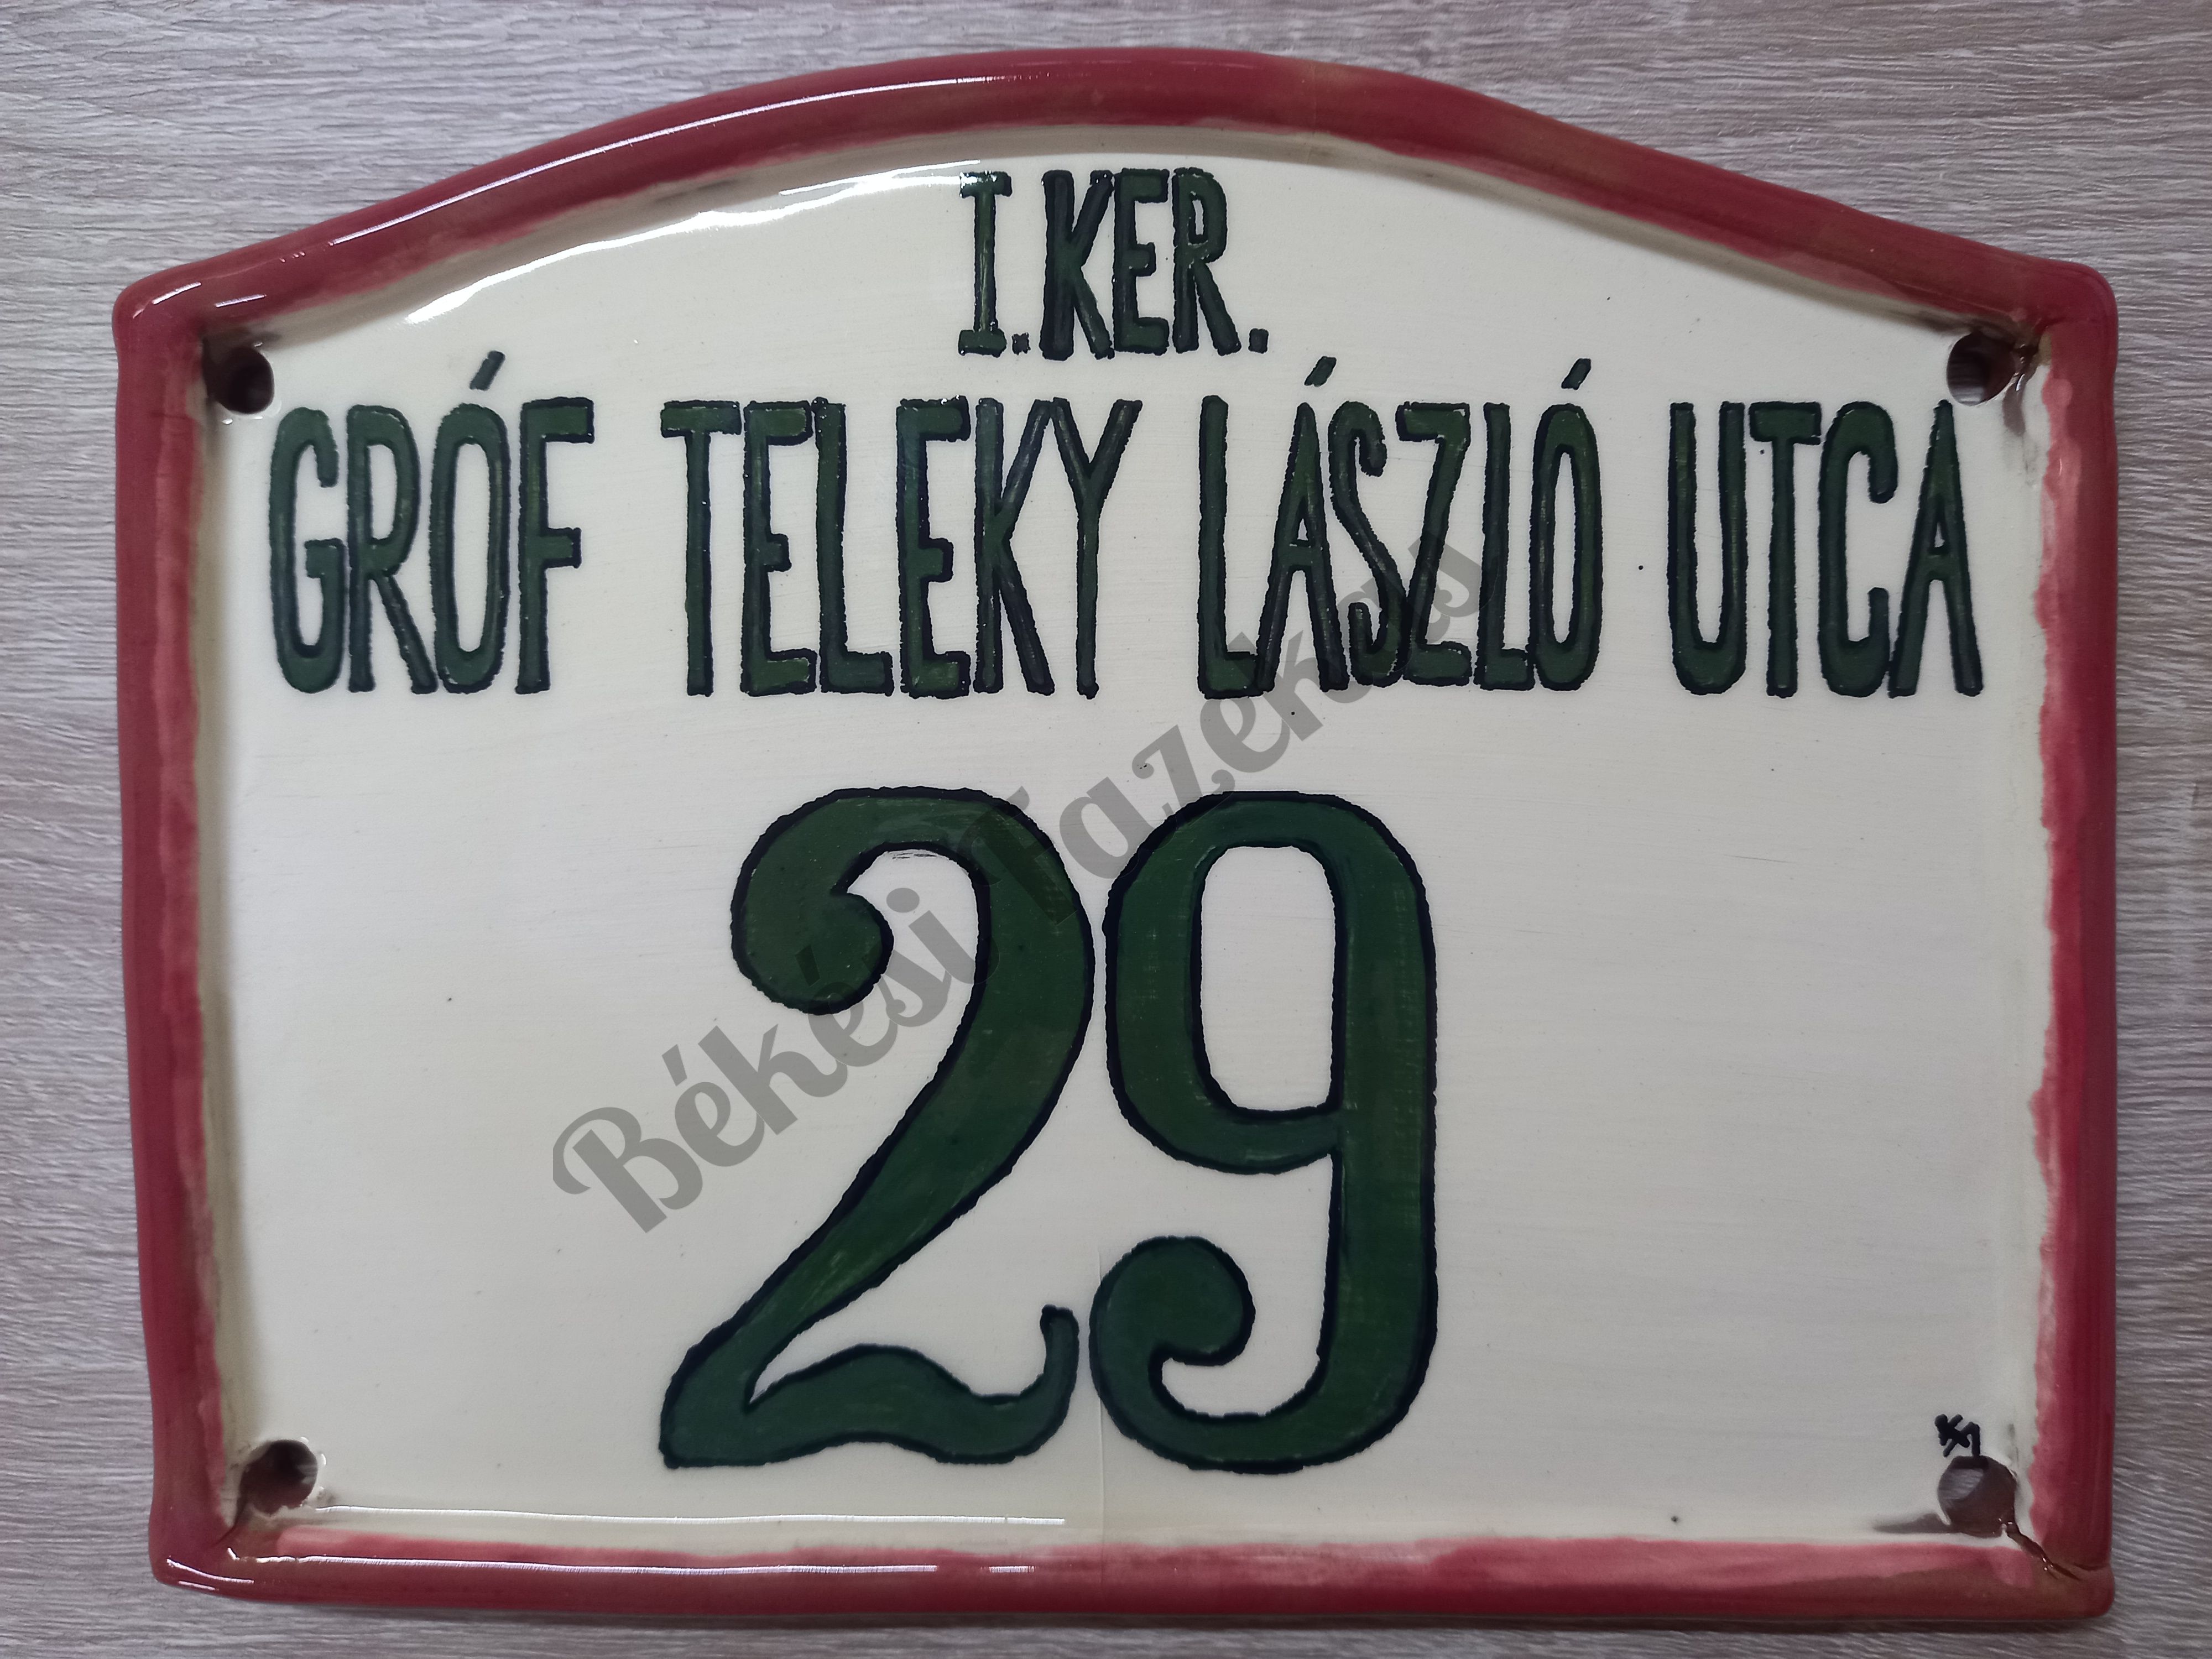 I. KER.
GRÓF TELEKY LÁSZLÓ UTCA
29
Békési Fazekas